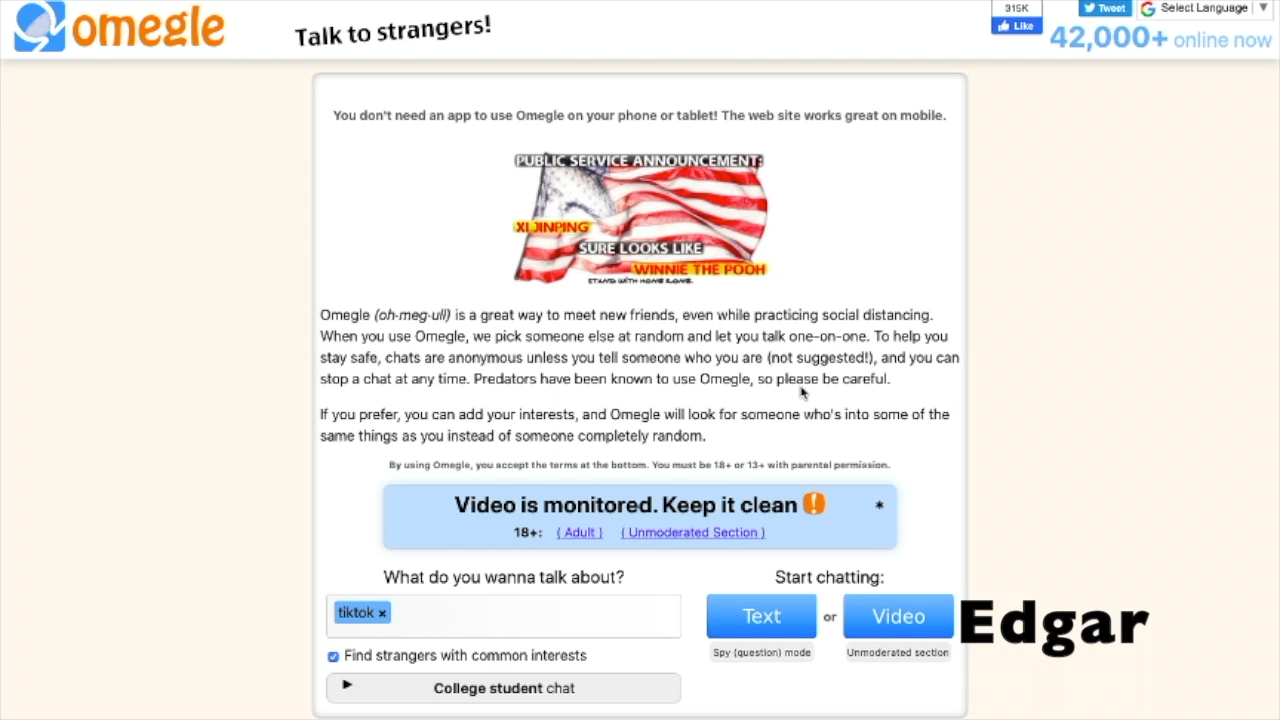 omegle
Talk to strangers!
315K
Like
Tweet
Select Language
42,000+ online now
You don't need an app to use Omegle on your phone or tablet! The web site works great on mobile.
PUBLIC SERVICE ANNOUNCEMENT:
XI JINPING
SURE LOOKS LIKE
WINNIE THE POOH
STAND WITH HONG KONG.
Omegle (oh-meg-ull) is a great way to meet new friends, even while practicing social distancing.
When you use Omegle, we pick someone else at random and let you talk one-on-one. To help you
stay safe, chats are anonymous unless you tell someone who you are (not suggested!), and you can
stop a chat at any time. Predators have been known to use Omegle, so please be careful.
If you prefer, you can add your interests, and Omegle will look for someone who's into some of the
same things as you instead of someone completely random.
By using Omegle, you accept the terms at the bottom. You must be 18+ or 13+ with parental permission.
Video is monitored. Keep it clean ! *
18+: ( Adult ) ( Unmoderated Section )
What do you wanna talk about?
Start chatting:
tiktok ×
Text or Video
Edgar
Spy (question) mode
Unmoderated section
Find strangers with common interests
College student chat